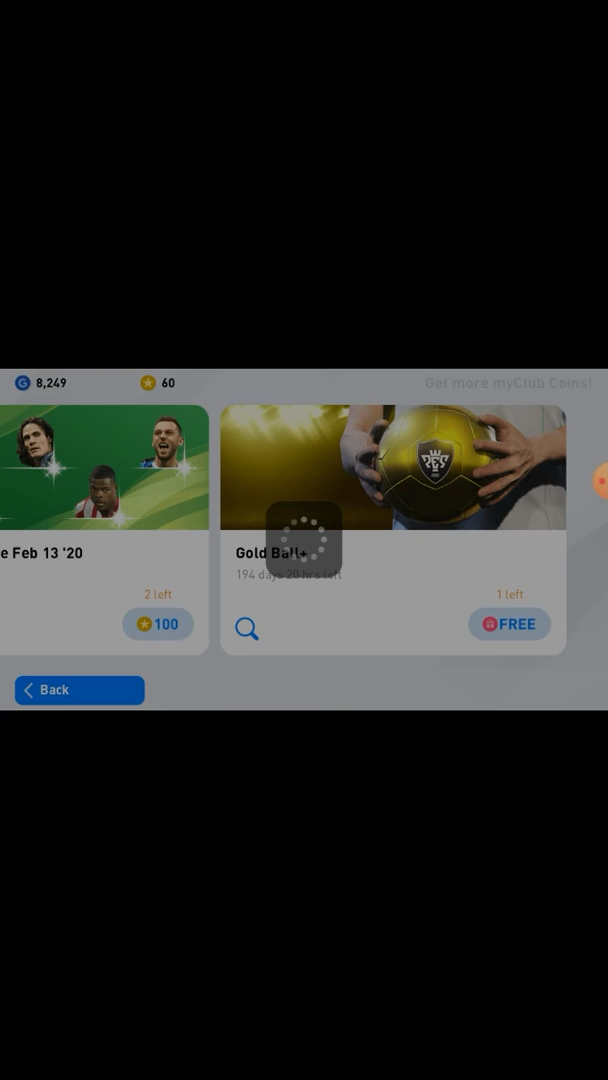 8,249
60
Get more myClub Coins!
e Feb 13 '20
2 left
100
Gold Ball+
194 days 20 hrs left
1 left
FREE
Back